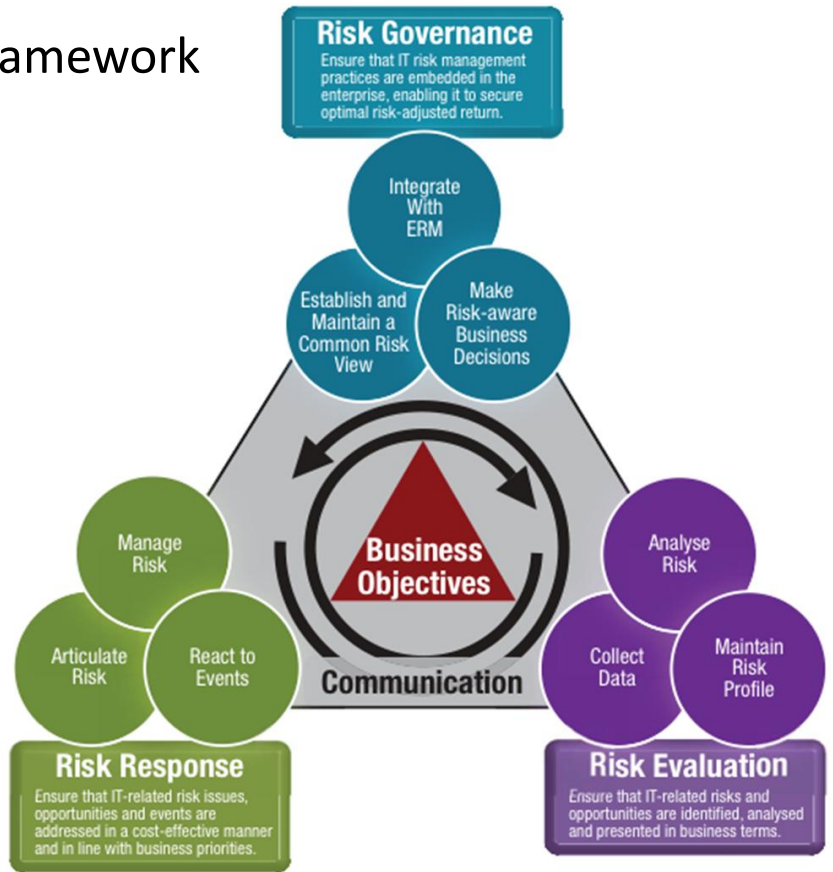 amework
Risk Governance
Ensure that IT risk management
practices are embedded in the
enterprise, enabling it to secure
optimal risk-adjusted return.
Integrate
With
ERM
Establish and
Maintain a
Common Risk
View
Make
Risk-aware
Business
Decisions
Business
Objectives
Communication
Manage
Risk
Articulate
Risk
React to
Events
Risk Response
Ensure that IT-related risk issues,
opportunities and events are
addressed in a cost-effective manner
and in line with business priorities.
Analyse
Risk
Collect
Data
Maintain
Risk
Profile
Risk Evaluation
Ensure that IT-related risks and
opportunities are identified, analysed
and presented in business terms.